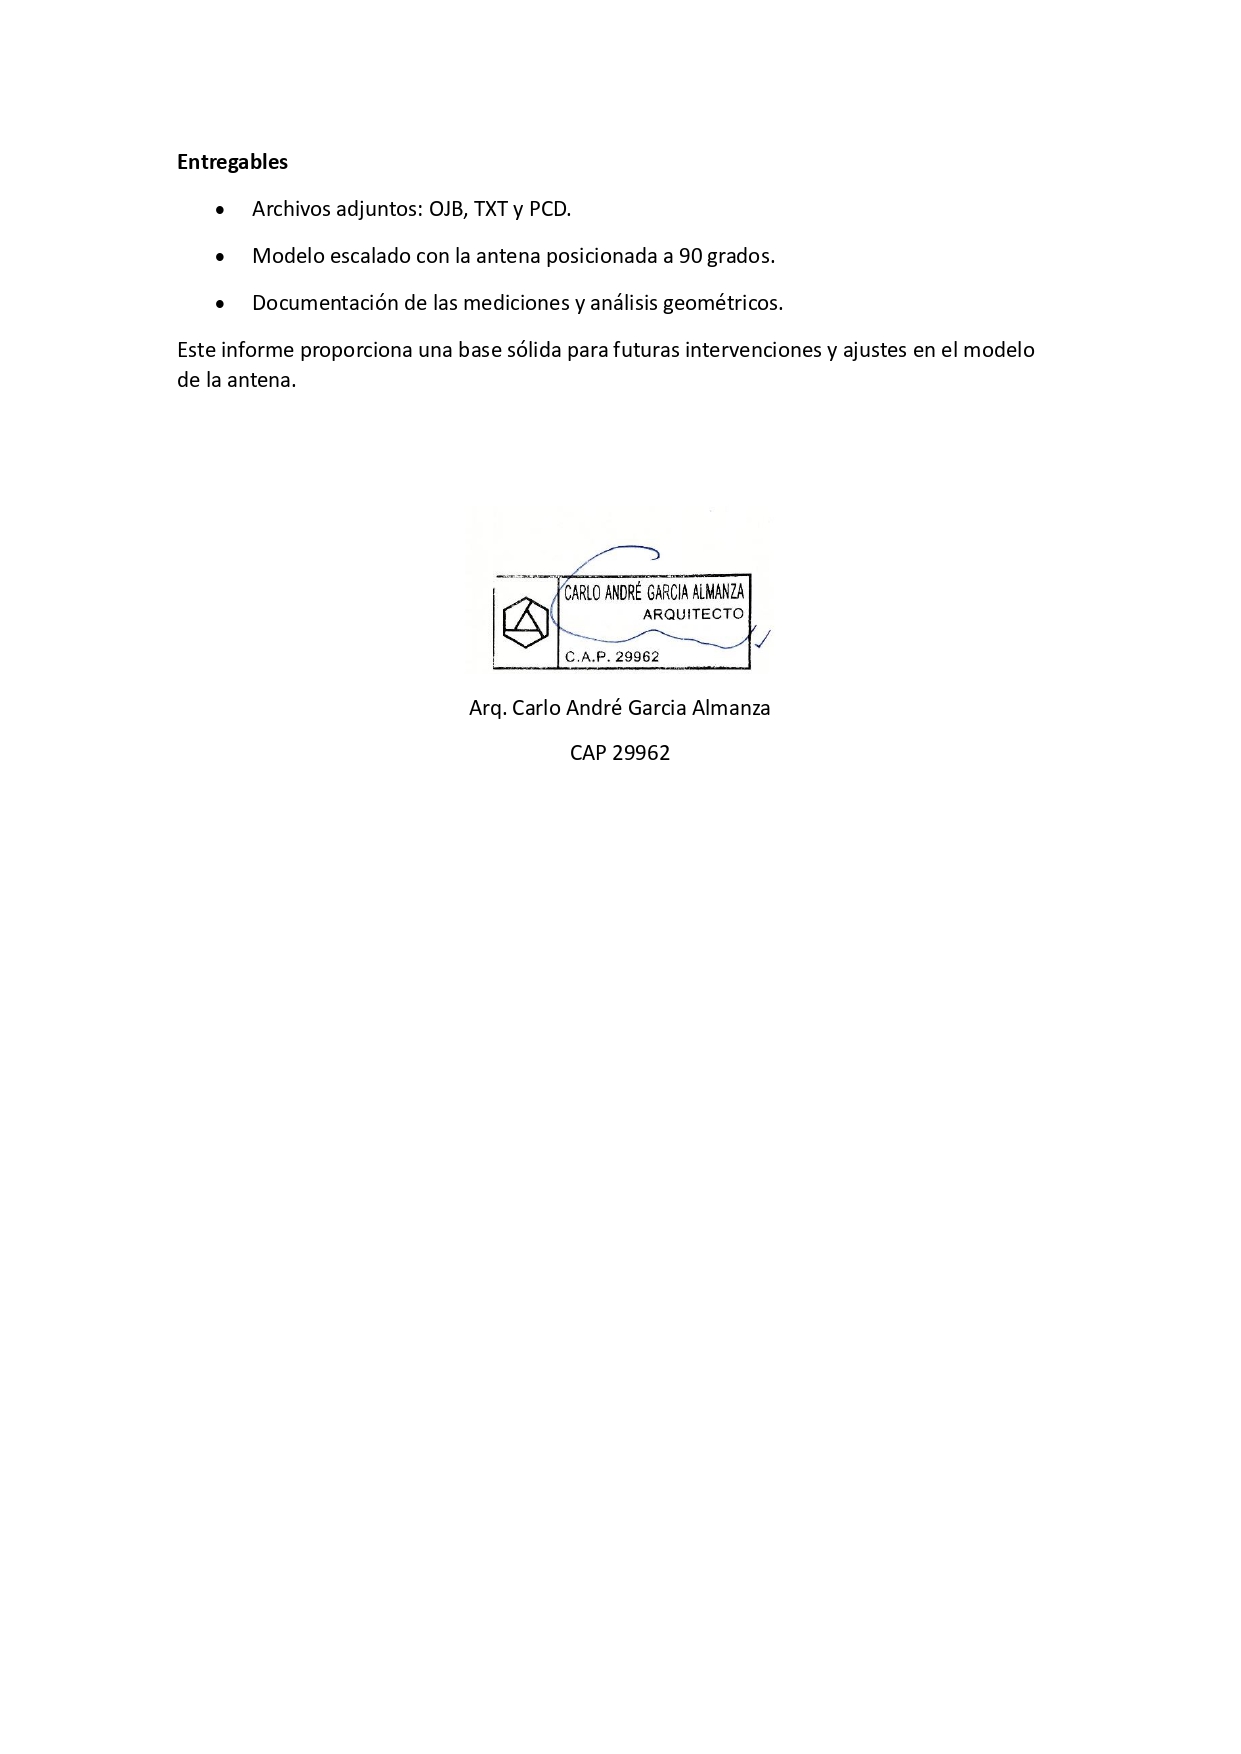 Entregables
• Archivos adjuntos: OJB, TXT y PCD.
• Modelo escalado con la antena posicionada a 90 grados.
• Documentación de las mediciones y análisis geométricos.
Este informe proporciona una base sólida para futuras intervenciones y ajustes en el modelo
de la antena.
CARLO ANDRÉ GARCIA ALMANZA
ARQUITECTO
C.A.P. 29962
Arq. Carlo André Garcia Almanza
CAP 29962